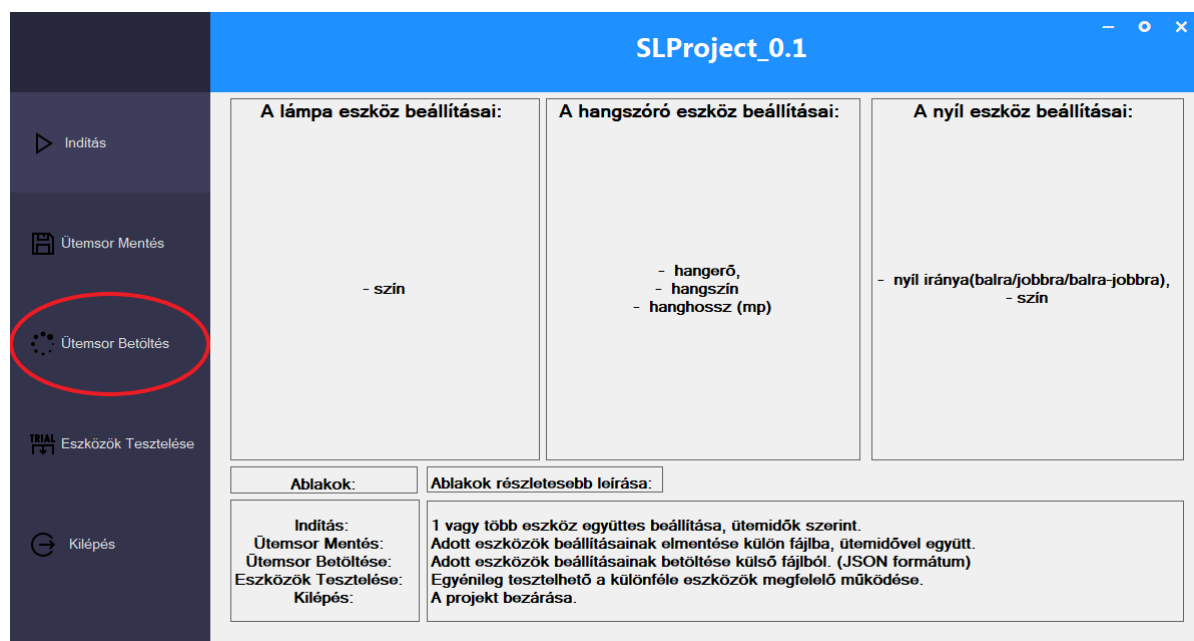 SLProject_0.1
Indítás
Ütemsor Mentés
Ütemsor Betöltés
TRIAL
Eszközök Tesztelése
Kilépés
A lámpa eszköz beállításai:
- szín
A hangszóró eszköz beállításai:
- hangerő,
- hangszín
- hanghossz (mp)
A nyíl eszköz beállításai:
- nyíl iránya(balra/jobbra/balra-jobbra),
- szín
Ablakok:
Ablakok részletesebb leírása:
Indítás:
Ütemsor Mentés:
Ütemsor Betöltése:
Eszközök Tesztelése:
Kilépés:
1 vagy több eszköz együttes beállítása, ütemidők szerint.
Adott eszközök beállításainak elmentése külön fájlba, ütemidővel együtt.
Adott eszközök beállításainak betöltése külső fájlból. (JSON formátum)
Egyénileg tesztelhető a különféle eszközök megfelelő működése.
A projekt bezárása.